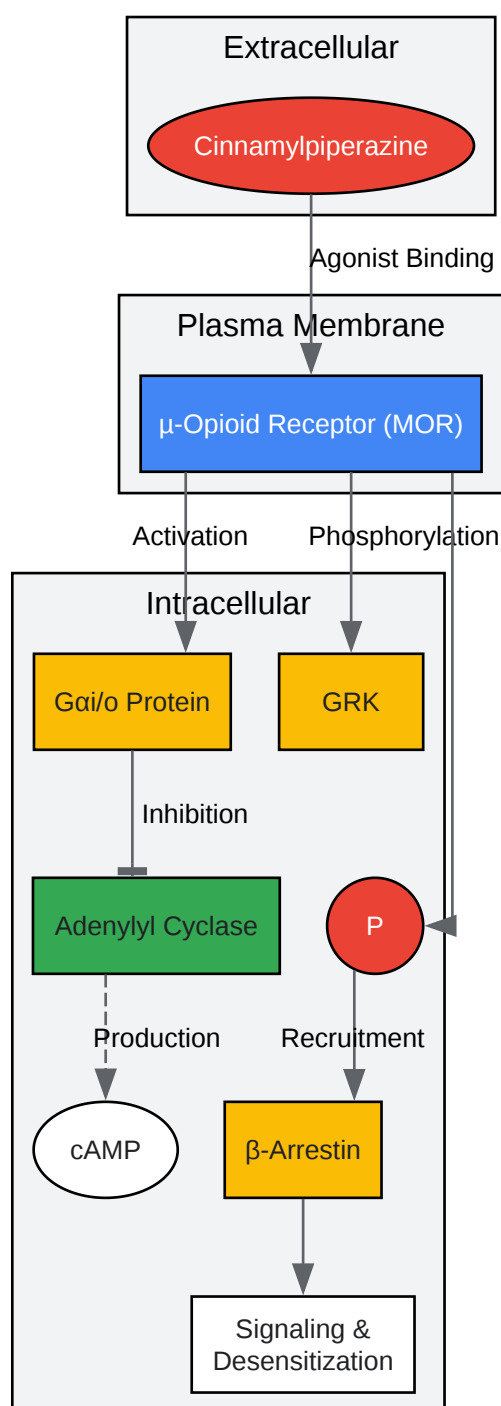 Extracellular
Cinnamylpiperazine
Agonist Binding
Plasma Membrane
µ-Opioid Receptor (MOR)
Activation
Phosphorylation
Intracellular
Gαi/o Protein
GRK
Inhibition
Adenylyl Cyclase
P
Production
Recruitment
cAMP
β-Arrestin
Signaling &
Desensitization